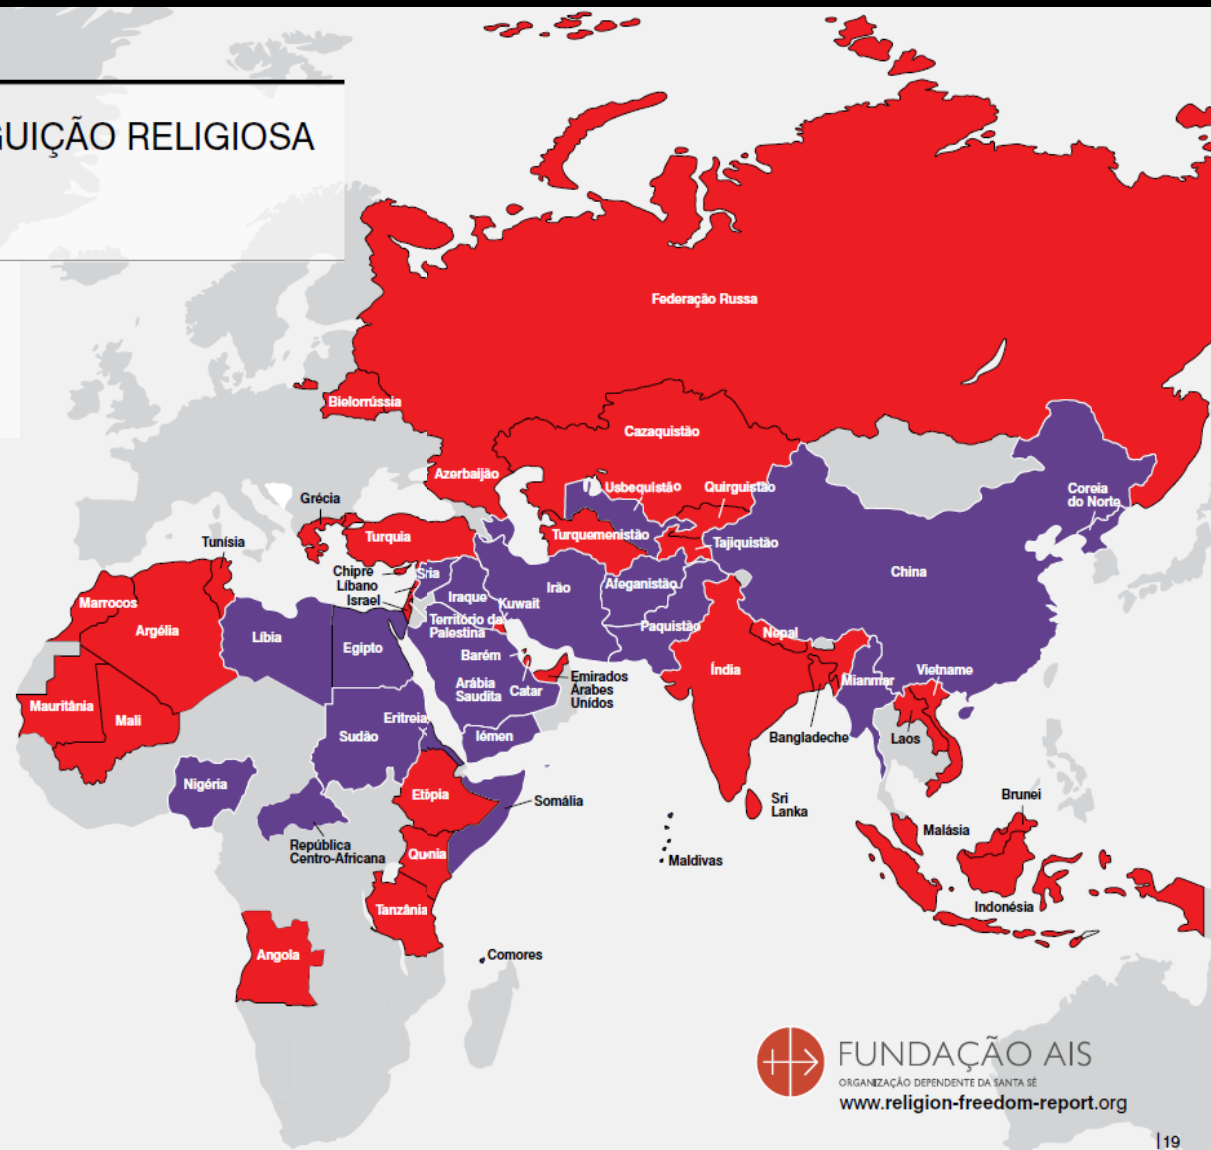 GUIÇÃO RELIGIOSA
Federação Russa
Bielorrússia
Cazaquistão
Azerbaijão
Usbequistão
Quirguistão
Coreia
do Norte
Grécia
Turquia
Turquemenistão
Tajiquistão
Tunísia
Chipre
Líbano
Israel
Síria
Iraque
Kuwait
Irão
Afeganistão
China
Marrocos
Argélia
Líbia
Egipto
Território da
Palestina
Paquistão
Nepal
Barém
Arábia
Saudita
Catar
Emirados
Árabes
Unidos
Índia
Mianmar
Vietname
Mauritânia
Mali
Eritreia
Sudão
Iémen
Bangladeche
Laos
Nigéria
Etiópia
Somália
Sri
Lanka
Brunei
Malásia
República
Centro-Africana
Quénia
Maldivas
Tanzânia
Indonésia
Angola
Comores
FUNDAÇÃO AIS
ORGANIZAÇÃO DEPENDENTE DA SANTA SÉ
www.religion-freedom-report.org
|19